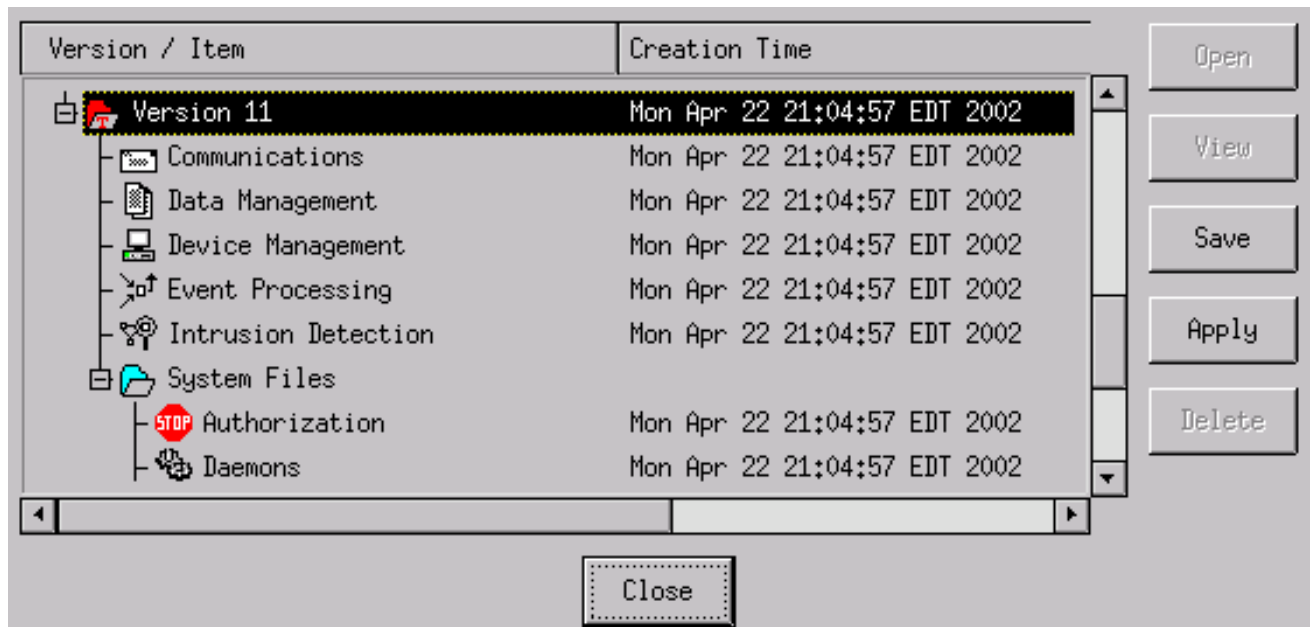 Version / Item Creation Time Open
Version 11 Mon Apr 22 21:04:57 EDT 2002
Communications Mon Apr 22 21:04:57 EDT 2002 View
Data Management Mon Apr 22 21:04:57 EDT 2002
Device Management Mon Apr 22 21:04:57 EDT 2002 Save
Event Processing Mon Apr 22 21:04:57 EDT 2002
Intrusion Detection Mon Apr 22 21:04:57 EDT 2002 Apply
System Files
STOP Authorization Mon Apr 22 21:04:57 EDT 2002 Delete
Daemons Mon Apr 22 21:04:57 EDT 2002
Close